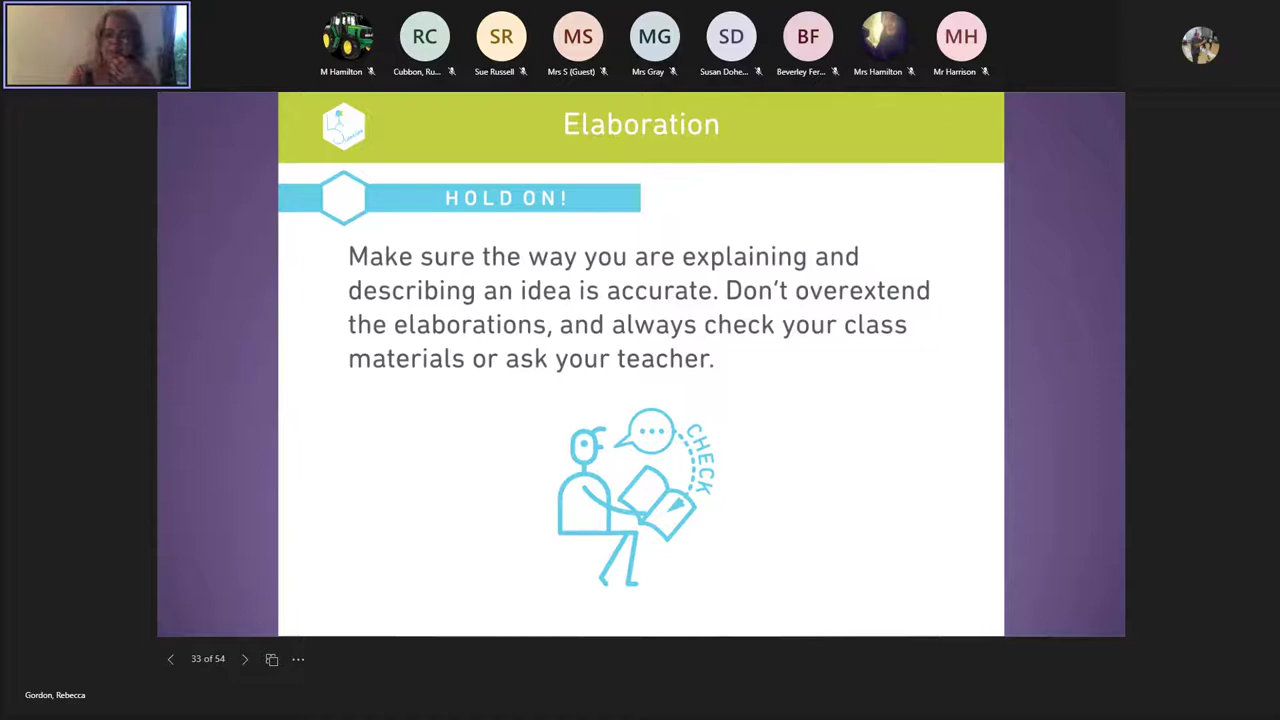 RC
SR
MS
MG
SD
BF
MH
M Hamilton
Cubbon, Ru...
Sue Russell
Mrs S (Guest)
Mrs Gray
Susan Dohe...
Beverley Fer...
Mrs Hamilton
Mr Harrison
Elaboration
HOLD ON!
Make sure the way you are explaining and
describing an idea is accurate. Don't overextend
the elaborations, and always check your class
materials or ask your teacher.
CHECK
33 of 54
Gordon, Rebecca